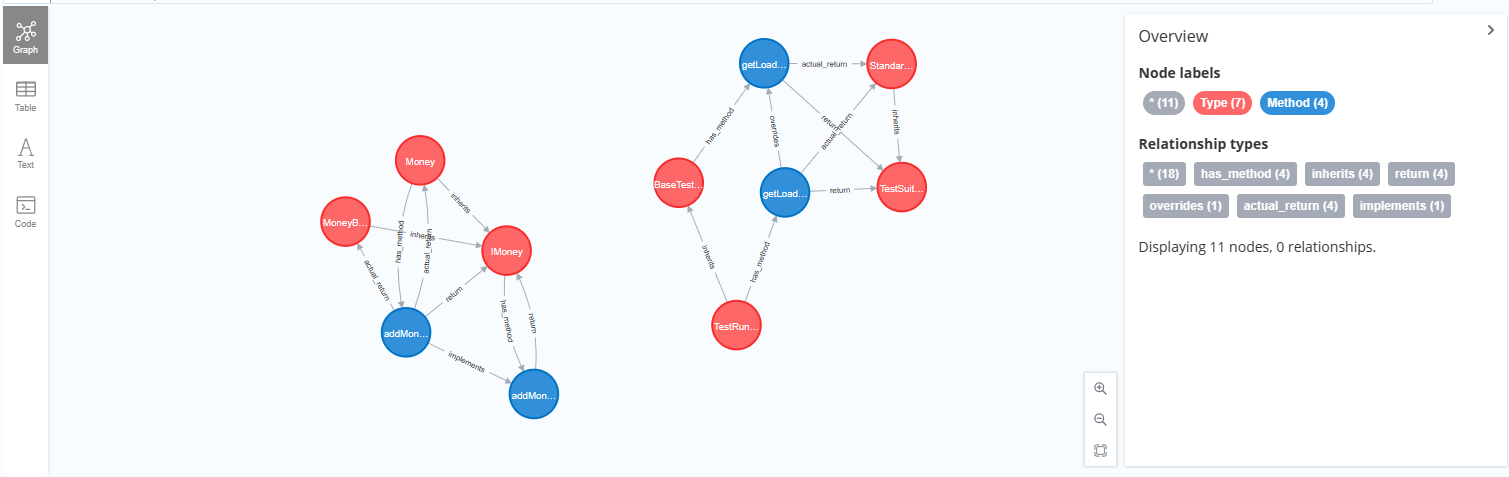 Graph
Table
Text
Code
Money
MoneyB...
IMoney
addMon...
addMon...
inherits
inherits
has_method
actual_return
actual_return
return
has_method
return
implements
getLoad...
Standar...
BaseTest...
getLoad...
TestSuit...
TestRun...
actual_return
has_method
overrides
return
actual_return
inherits
return
inherits
has_method
Overview
Node labels
* (11) Type (7) Method (4)
Relationship types
* (18) has_method (4) inherits (4) return (4)
overrides (1) actual_return (4) implements (1)
Displaying 11 nodes, 0 relationships.